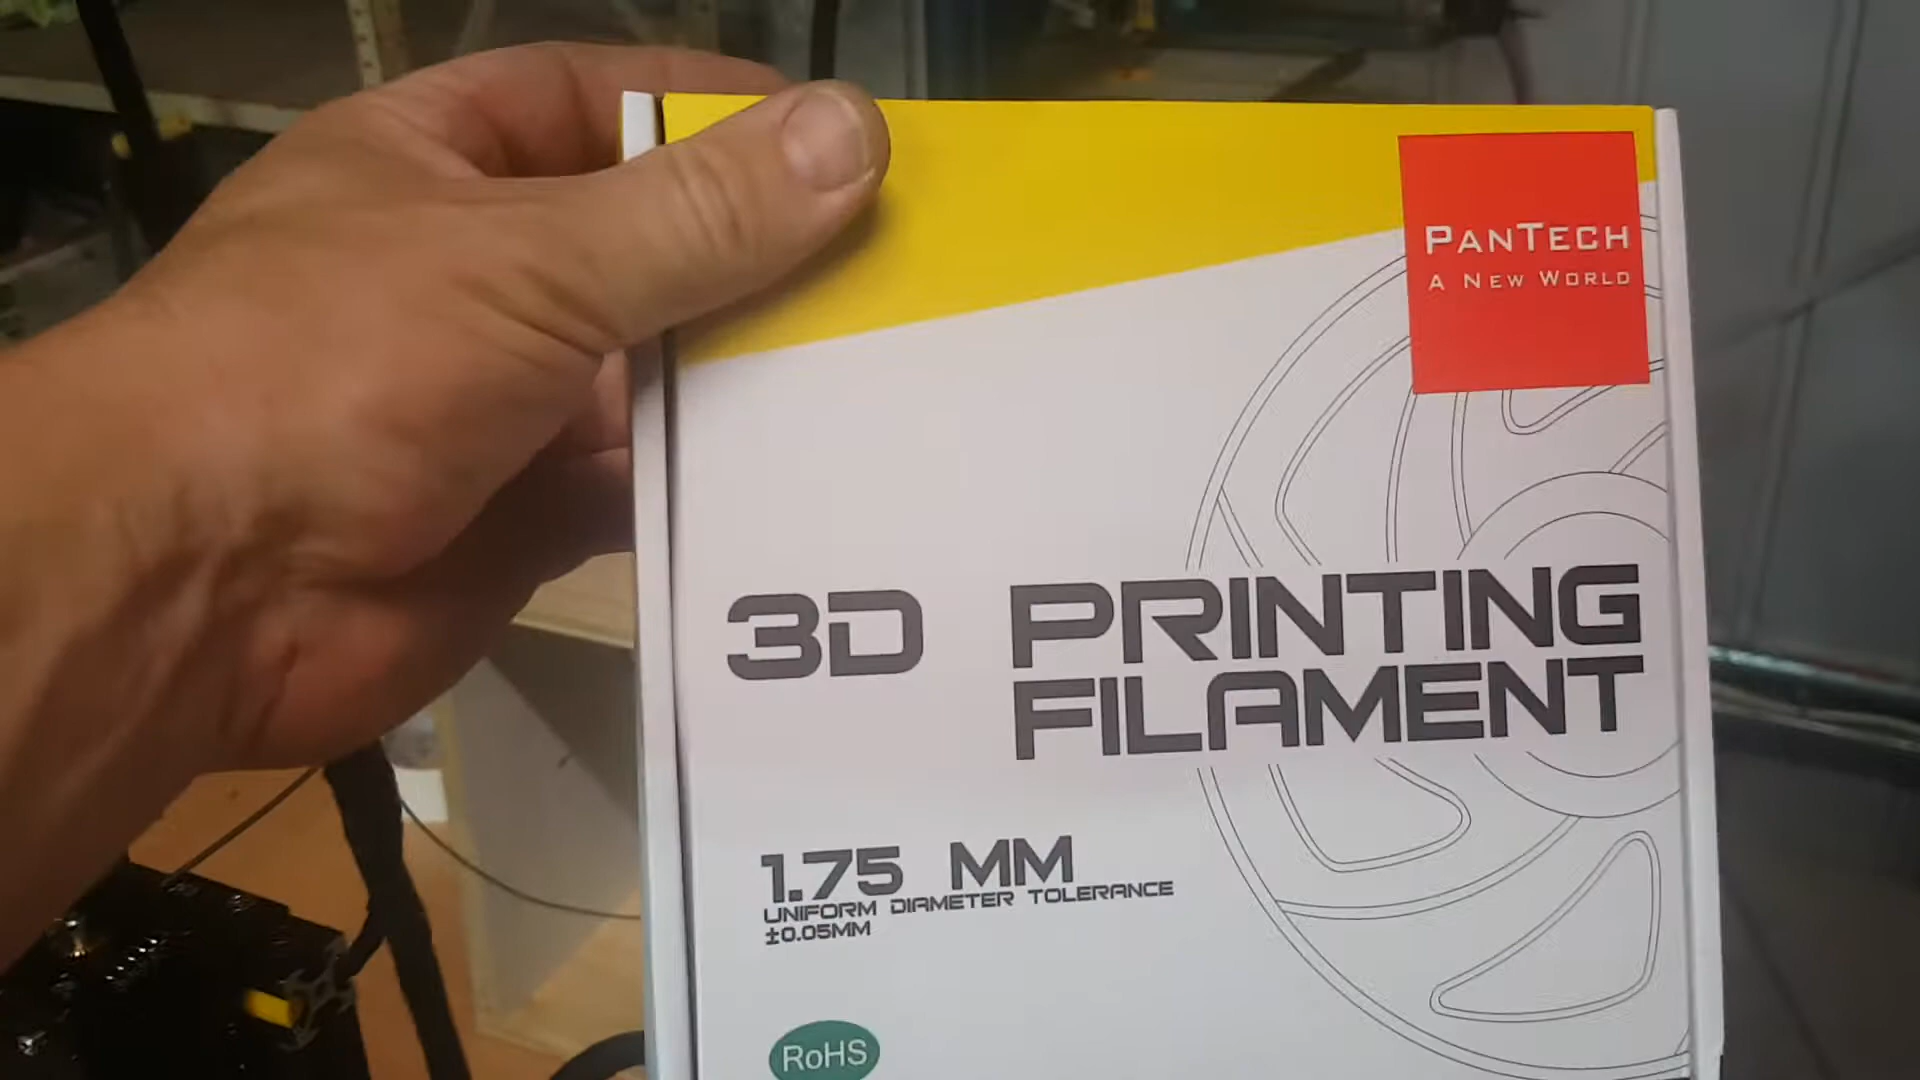 PANTECH
A NEW WORLD
3D PRINTING
FILAMENT
1.75 MM
UNIFORM DIAMETER TOLERANCE
±0.05MM
RoHS